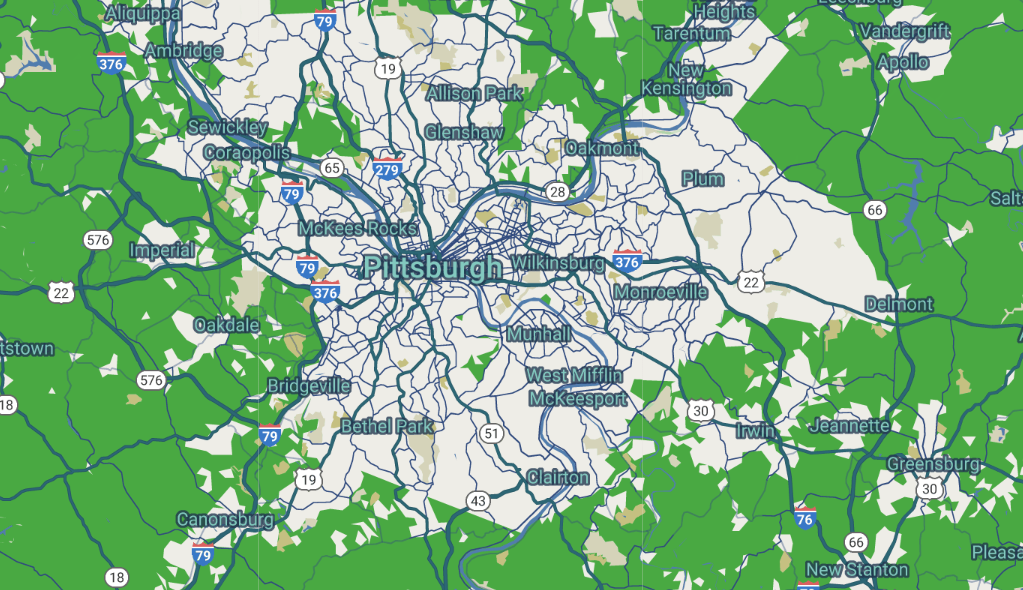 Aliquippa
79
Heights
Leechburg
Tarentum
Vandergrift
Ambridge
376
19
Apollo
New
Kensington
Allison Park
Sewickley
Glenshaw
Oakmont
Coraopolis
65
279
Plum
79
28
66
McKees Rocks
576
Imperial
79
Pittsburgh
Wilkinsburg
376
22
22
376
Monroeville
Delmont
Oakdale
Munhall
tstown
576
Bridgeville
West Mifflin
McKeesport
18
30
79
Bethel Park
51
Irwin
Jeannette
Greensburg
19
Clairton
30
43
Canonsburg
76
79
66
Pleasa
18
New Stanton